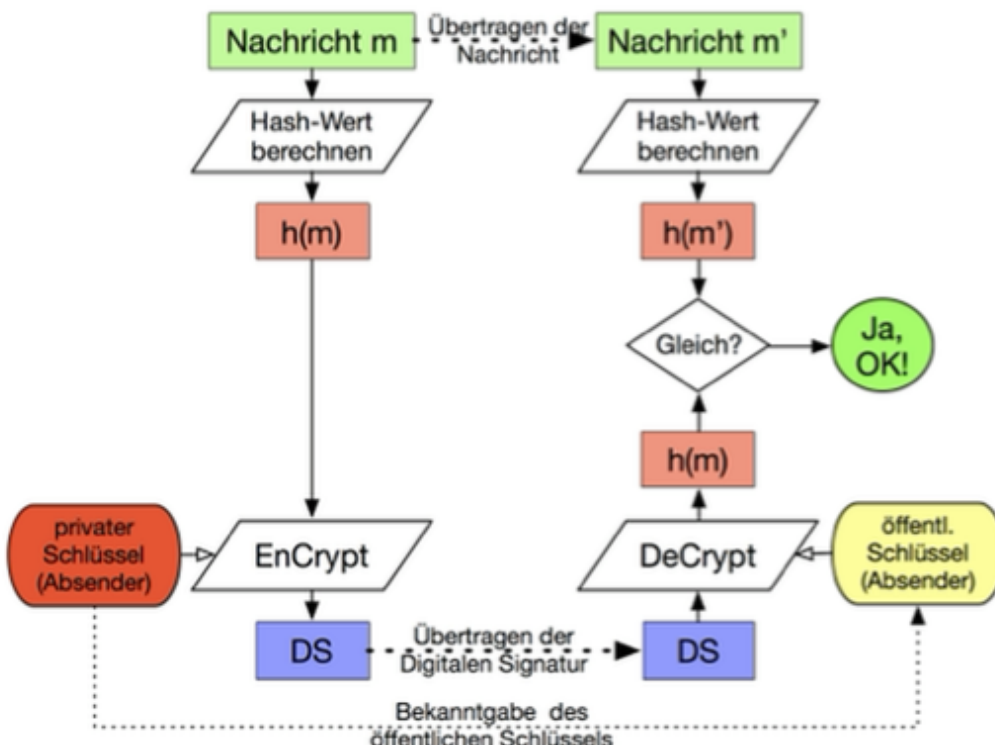 Nachricht m
Übertragen der
Nachricht
Nachricht m’
Hash-Wert
berechnen
Hash-Wert
berechnen
h(m)
h(m’)
Gleich?
Ja,
OK!
h(m)
privater
Schlüssel
(Absender)
EnCrypt
DeCrypt
öffentl.
Schlüssel
(Absender)
DS
Übertragen der
Digitalen Signatur
DS
Bekanntgabe des
öffentlichen Schlüssels